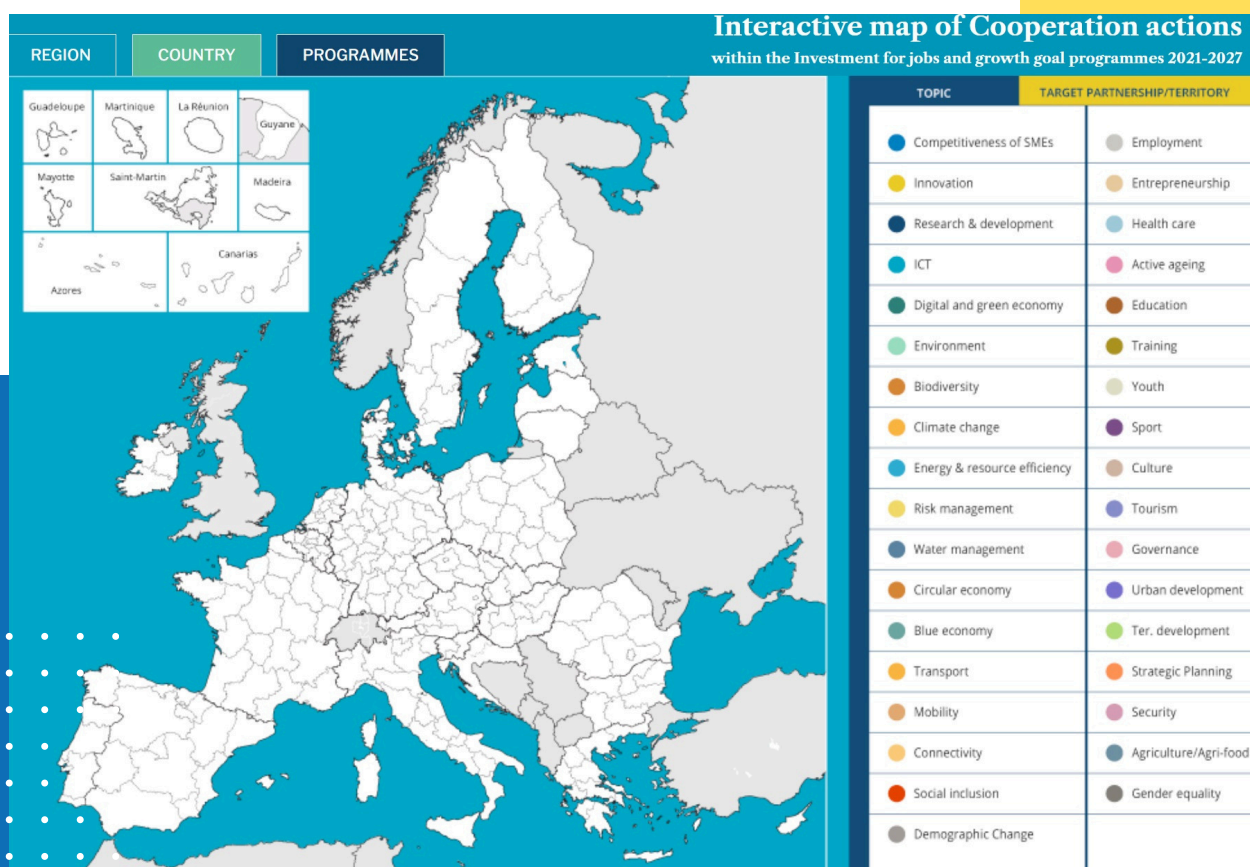 Interactive map of Cooperation actions
within the Investment for jobs and growth goal programmes 2021-2027
REGION
COUNTRY
PROGRAMMES
Guadeloupe
Martinique
La Réunion
Guyane
Mayotte
Saint-Martin
Madeira
Azores
Canarias
TOPIC
TARGET PARTNERSHIP/TERRITORY
Competitiveness of SMEs
Innovation
Research & development
ICT
Digital and green economy
Environment
Biodiversity
Climate change
Energy & resource efficiency
Risk management
Water management
Circular economy
Blue economy
Transport
Mobility
Connectivity
Social inclusion
Demographic Change
Employment
Entrepreneurship
Health care
Active ageing
Education
Training
Youth
Sport
Culture
Tourism
Governance
Urban development
Ter. development
Strategic Planning
Security
Agriculture/Agri-food
Gender equality